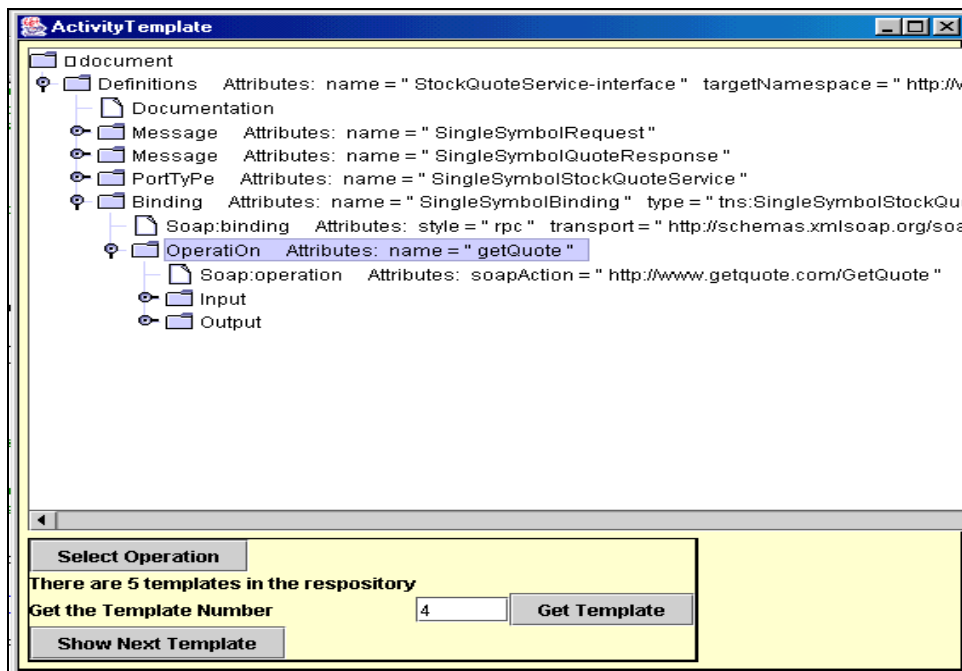 ActivityTemplate
document
Definitions Attributes: name = " StockQuoteService-interface " targetNamespace = " http://
Documentation
Message Attributes: name = " SingleSymbolRequest "
Message Attributes: name = " SingleSymbolQuoteResponse "
PortTyPe Attributes: name = " SingleSymbolStockQuoteService "
Binding Attributes: name = " SingleSymbolBinding " type = " tns:SingleSymbolStockQu
Soap:binding Attributes: style = " rpc " transport = " http://schemas.xmlsoap.org/soa
OperatiOn Attributes: name = " getQuote "
Soap:operation Attributes: soapAction = " http://www.getquote.com/GetQuote "
Input
Output
Select Operation
There are 5 templates in the respository
Get the Template Number 4 Get Template
Show Next Template